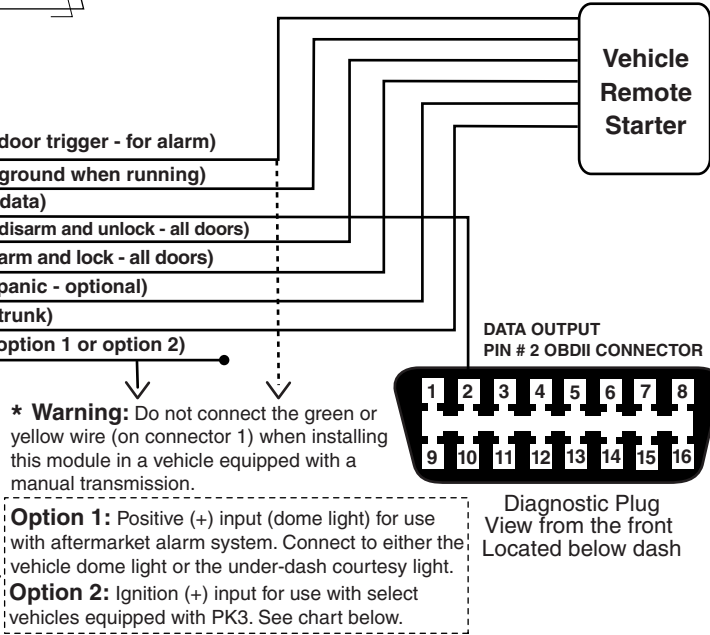 Vehicle
Remote
Starter
door trigger - for alarm)
ground when running)
data)
disarm and unlock - all doors)
arm and lock - all doors)
panic - optional)
trunk)
option 1 or option 2)
DATA OUTPUT
PIN # 2 OBDII CONNECTOR
1 2 3 4 5 6 7 8
9 10 11 12 13 14 15 16
Diagnostic Plug
View from the front
Located below dash
* Warning: Do not connect the green or
yellow wire (on connector 1) when installing
this module in a vehicle equipped with a
manual transmission.
Option 1: Positive (+) input (dome light) for use
with aftermarket alarm system. Connect to either the
vehicle dome light or the under-dash courtesy light.
Option 2: Ignition (+) input for use with select
vehicles equipped with PK3. See chart below.